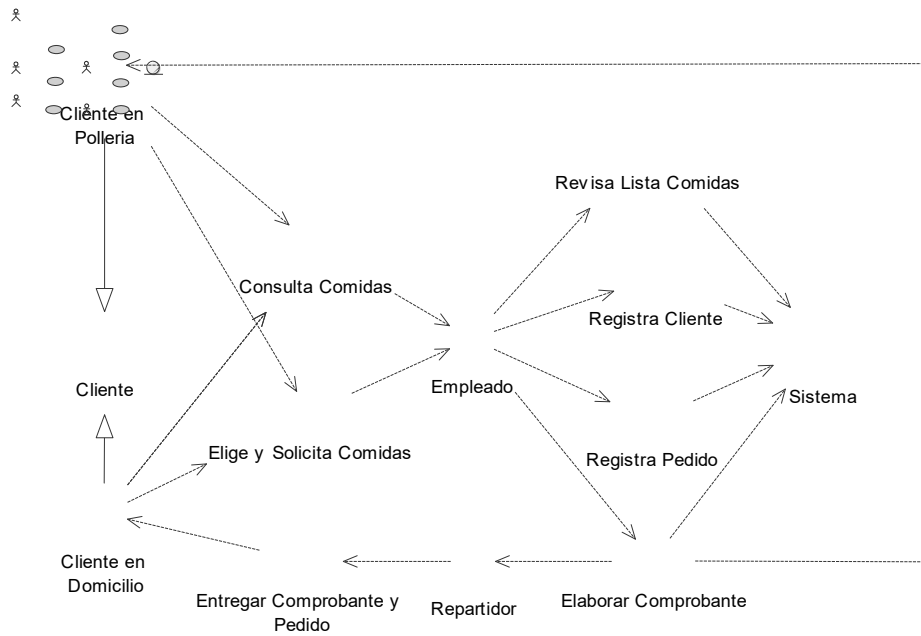 Cliente en
Polleria
Revisa Lista Comidas
Consulta Comidas
Registra Cliente
Cliente
Empleado
Sistema
Elige y Solicita Comidas
Registra Pedido
Cliente en
Domicilio
Entregar Comprobante y
Pedido
Repartidor
Elaborar Comprobante